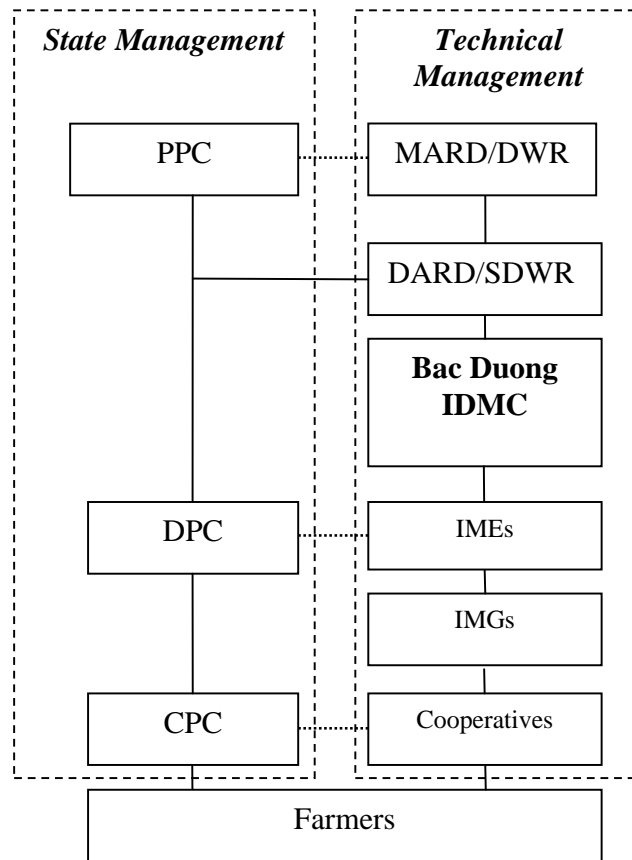 State Management
Technical
Management
PPC
MARD/DWR
DARD/SDWR
Bac Duong
IDMC
DPC
IMEs
IMGs
CPC
Cooperatives
Farmers